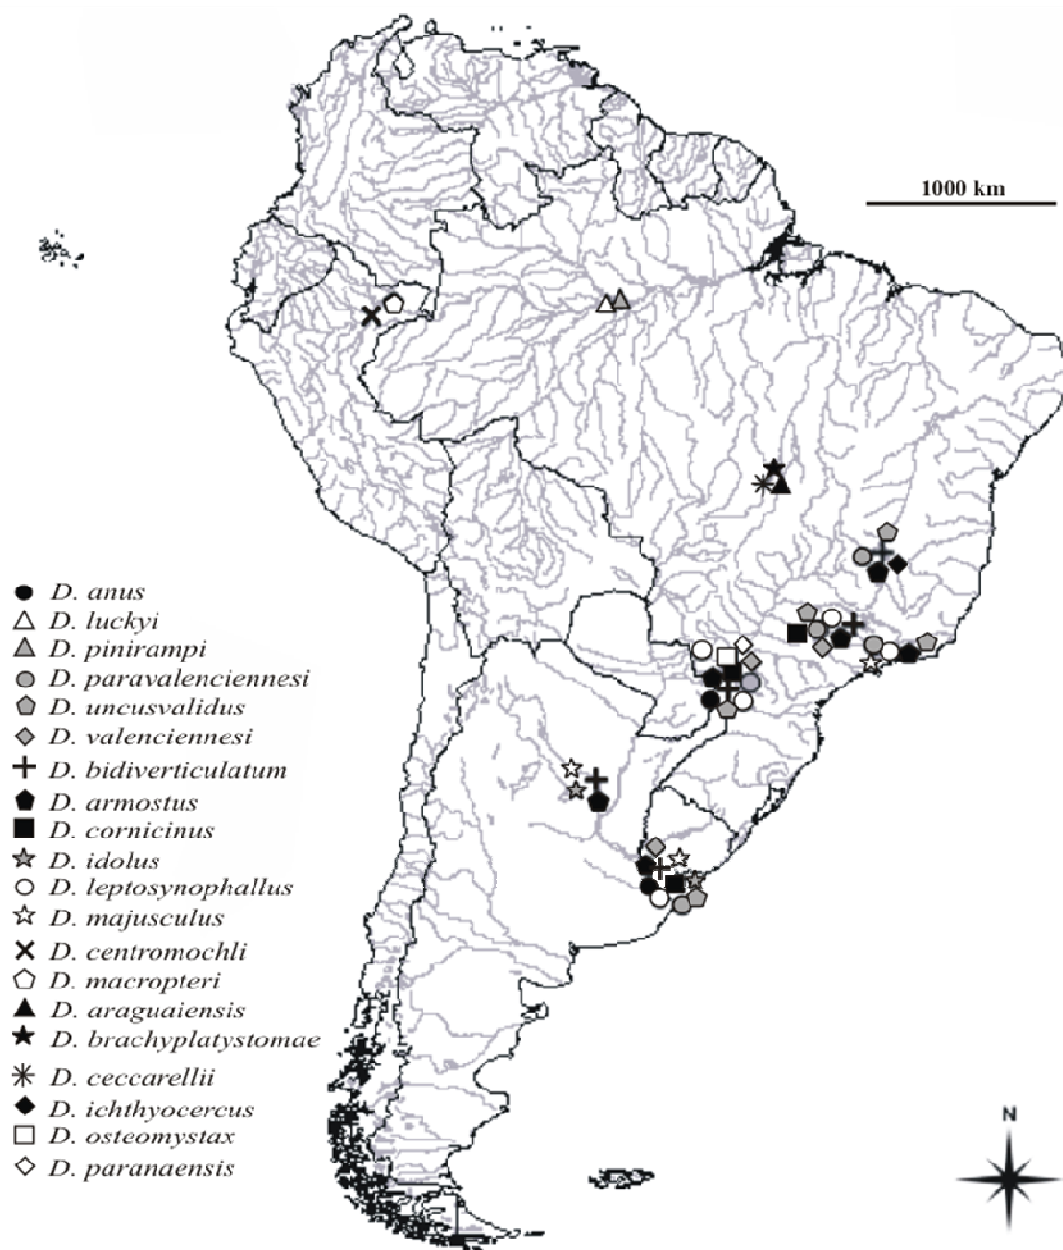 1000 km
D. anus
D. luckyi
D. pinirampi
D. paravalenciennesi
D. uncusvalidus
D. valenciennesi
D. bidiverticulatum
D. armostus
D. cornicinus
D. idolus
D. leptosynophallus
D. majusculus
D. centromochli
D. macropteri
D. araguaiensis
D. brachyplatystomae
D. ceccarellii
D. ichthyocercus
D. osteomystax
D. paranaensis
N